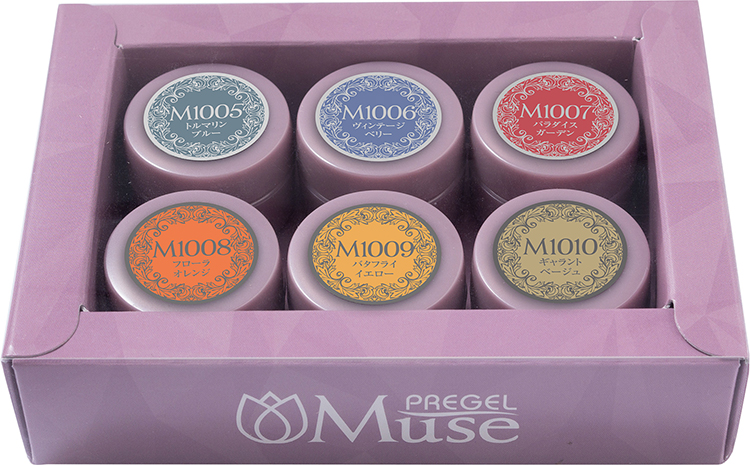 M1005
トルマリン
ブルー
M1006
ヴィンテージ
ベリー
M1007
パラダイス
ガーデン
M1008
フローラ
オレンジ
M1009
バタフライ
イエロー
M1010
ギャラント
ベージュ
PREGEL
Muse